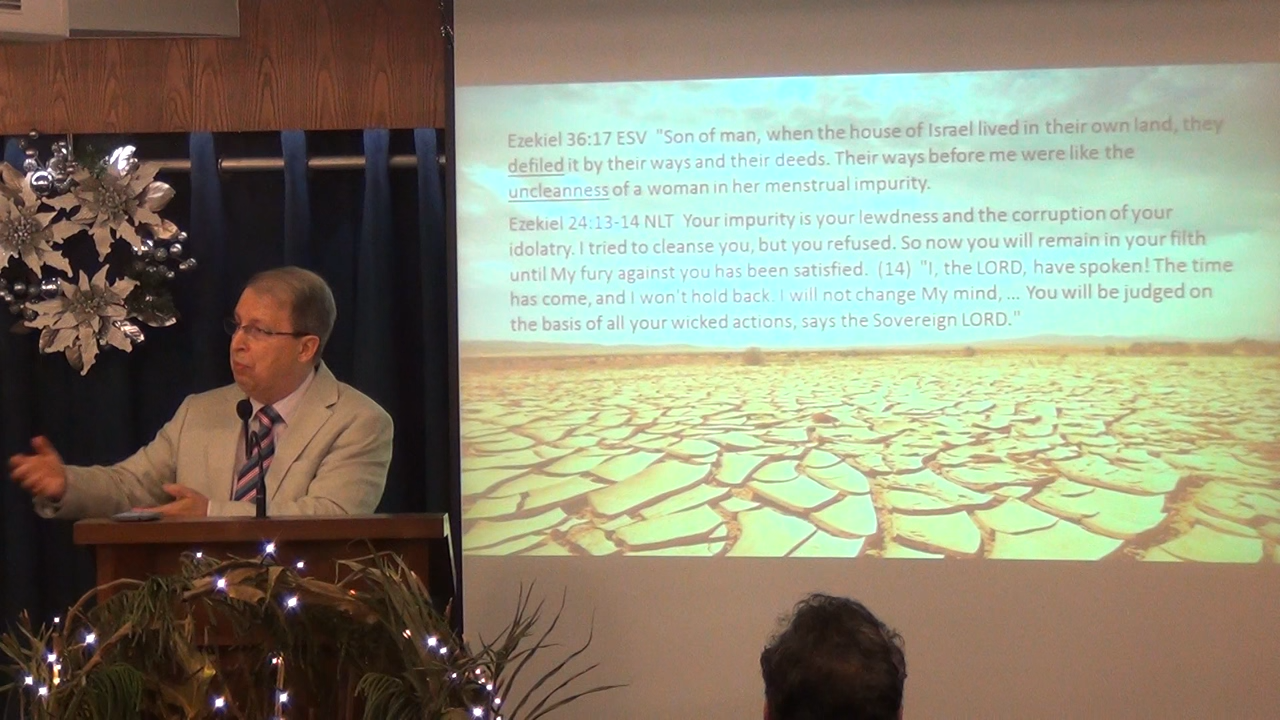 Ezekiel 36:17 ESV "Son of man, when the house of Israel lived in their own land, they
defiled it by their ways and their deeds. Their ways before me were like the
uncleanness of a woman in her menstrual impurity.
Ezekiel 24:13-14 NLT Your impurity is your lewdness and the corruption of your
idolatry. I tried to cleanse you, but you refused. So now you will remain in your filth
until My fury against you has been satisfied. (14) "I, the LORD, have spoken! The time
has come, and I won't hold back. I will not change My mind, ... You will be judged on
the basis of all your wicked actions, says the Sovereign LORD."